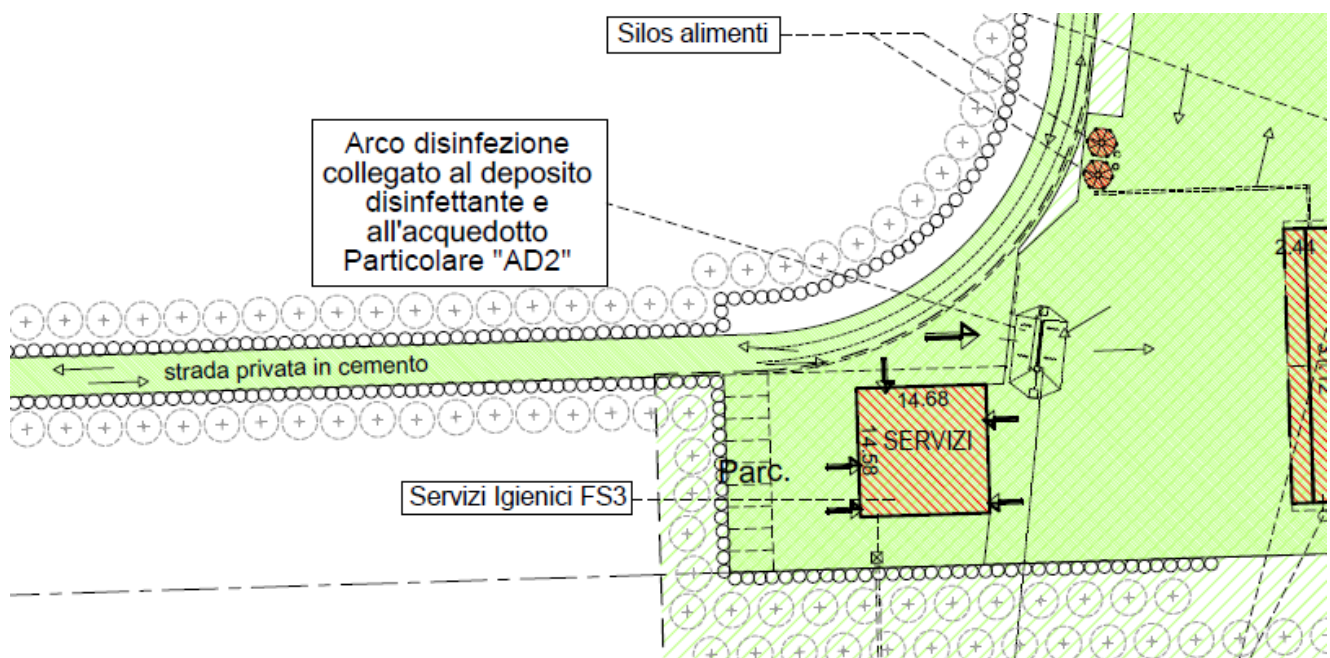 Silos alimenti
Arco disinfezione
collegato al deposito
disinfettante e
all'acquedotto
Particolare "AD2"
2.44
strada privata in cemento
14.68
14.58
SERVIZI
Parc.
Servizi Igienici FS3